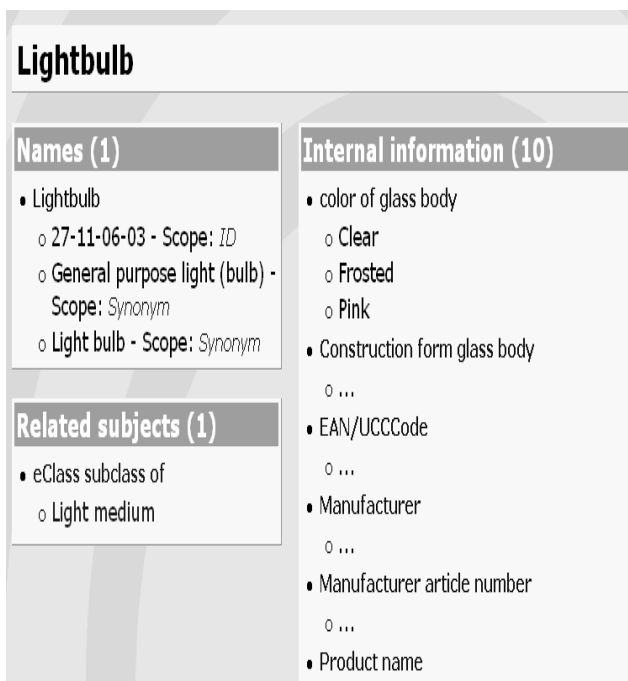 Lightbulb
Names (1)
• Lightbulb
o 27-11-06-03 - Scope: ID
o General purpose light (bulb) -
Scope: Synonym
o Light bulb - Scope: Synonym
Related subjects (1)
• eClass subclass of
o Light medium
Internal information (10)
• color of glass body
o Clear
o Frosted
o Pink
• Construction form glass body
o ...
• EAN/UCCCode
o ...
• Manufacturer
o ...
• Manufacturer article number
o ...
• Product name